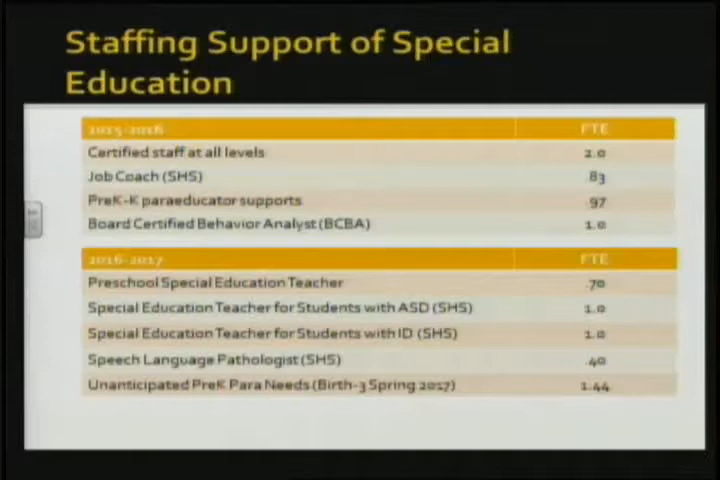 Staffing Support of Special
Education
2015-2016 FTE
Certified staff at all levels 2.0
Job Coach (SHS) 83
PreK-K paraeducator supports 97
Board Certified Behavior Analyst (BCBA) 1.0
2016-2017 FTE
Preschool Special Education Teacher .70
Special Education Teacher for Students with ASD (SHS) 1.0
Special Education Teacher for Students with ID (SHS) 1.0
Speech Language Pathologist (SHS) .40
Unanticipated PreK Para Needs (Birth-3 Spring 2017) 1.44